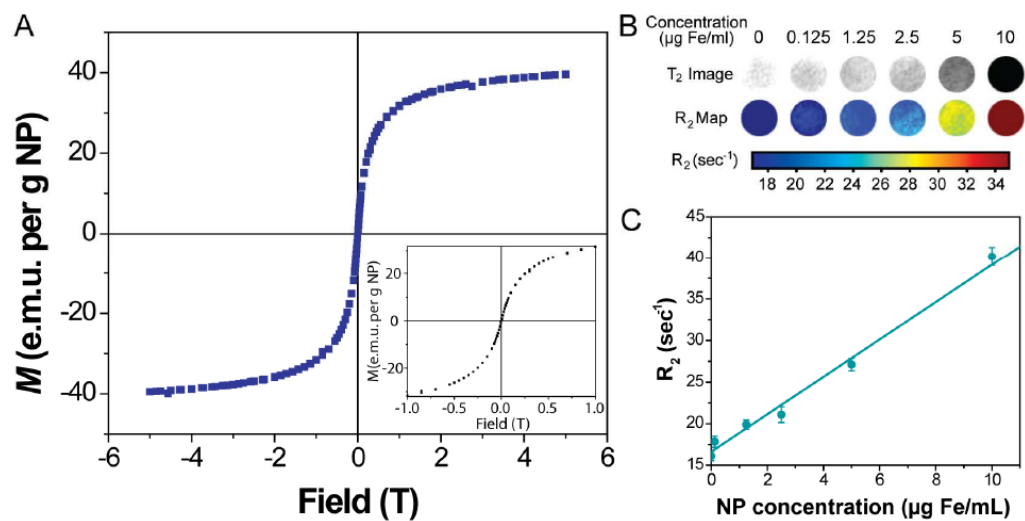 A
M (e.m.u. per g NP)
40
20
0
-20
-40
-6 -4 -2 0 2 4 6
Field (T)
M(e.m.u. per g NP)
20
0
-20
-1.0 -0.5 0.0 0.5 1.0
Field (T)
B
Concentration
(µg Fe/ml) 0 0.125 1.25 2.5 5 10
T2 Image
R2 Map
R2(sec-1)
18 20 22 24 26 28 30 32 34
C
R2 (sec-1)
45
40
35
30
25
20
15
0 2 4 6 8 10
NP concentration (µg Fe/mL)